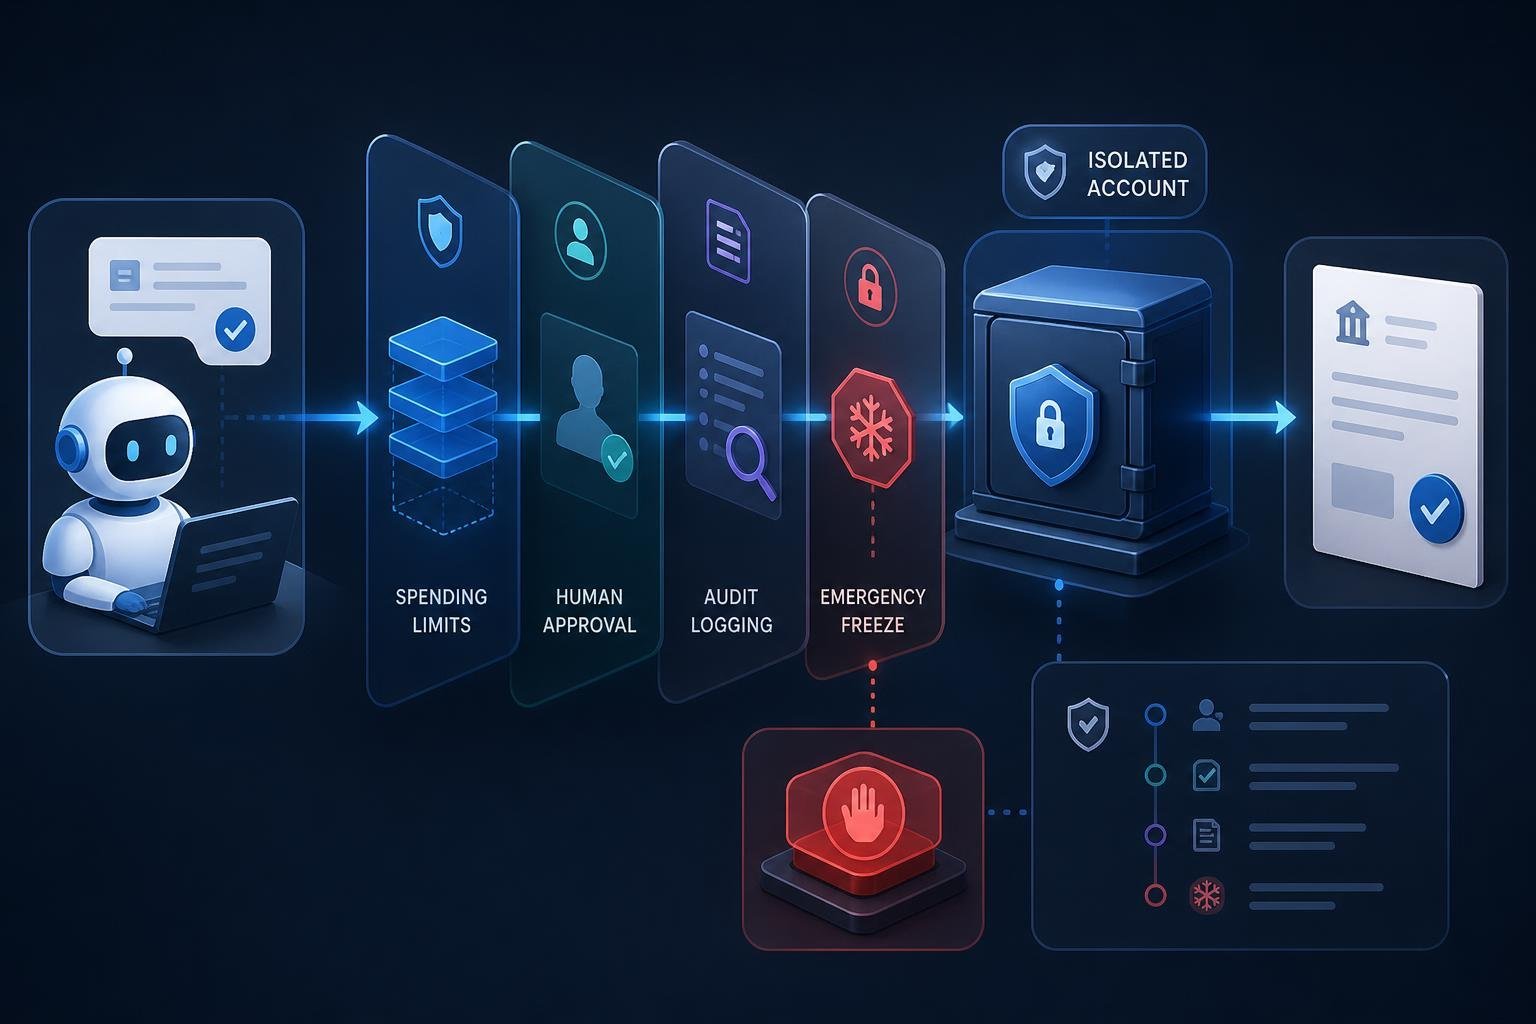 ISOLATED
ACCOUNT
SPENDING
LIMITS
HUMAN
APPROVAL
AUDIT
LOGGING
EMERGENCY
FREEZE